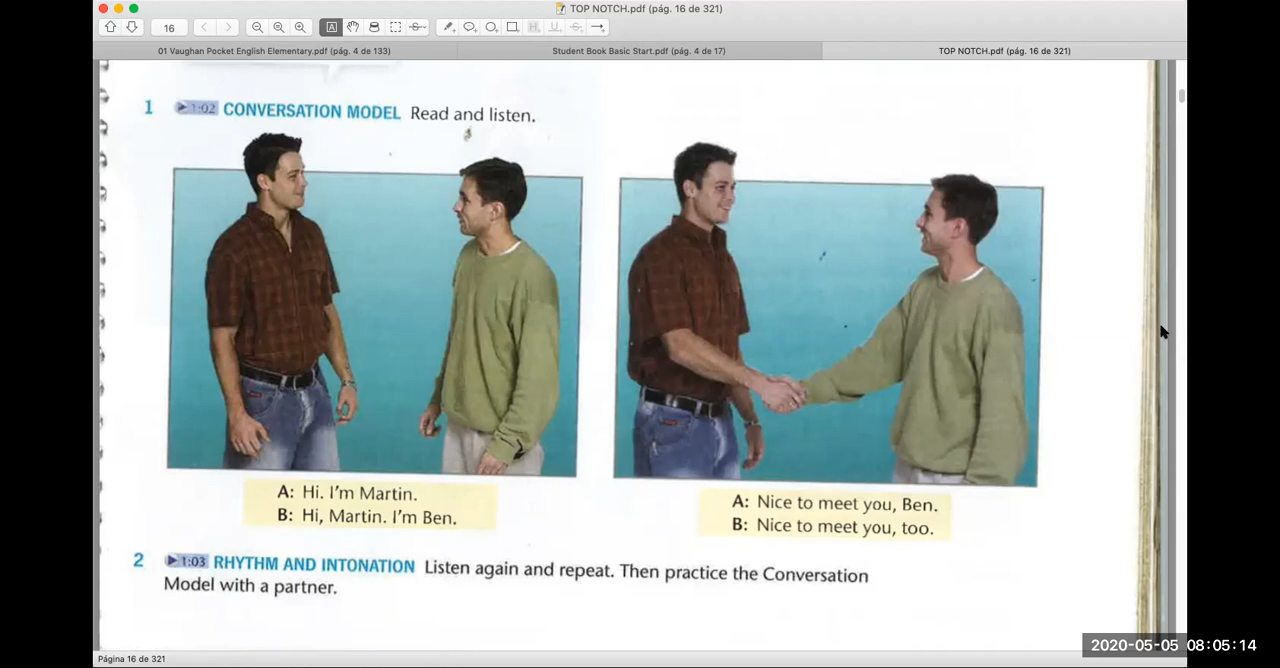 TOP NOTCH.pdf (pág. 16 de 321)
16
01 Vaughan Pocket English Elementary.pdf (pág. 4 de 133)
Student Book Basic Start.pdf (pág. 4 de 17)
TOP NOTCH.pdf (pág. 16 de 321)
1 1:02 CONVERSATION MODEL Read and listen.
A: Hi. I'm Martin.
B: Hi, Martin. I'm Ben.
A: Nice to meet you, Ben.
B: Nice to meet you, too.
2 1:03 RHYTHM AND INTONATION Listen again and repeat. Then practice the Conversation
Model with a partner.
2020-05-05 08:05:14
Página 16 de 321